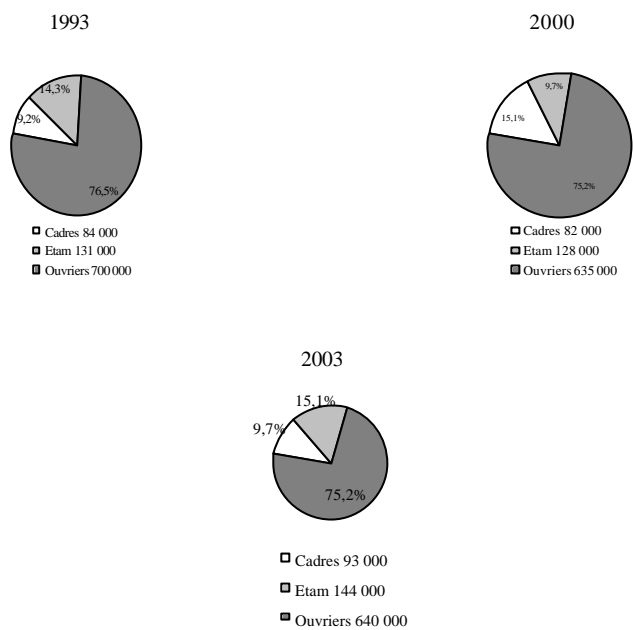 1993
14,3%
9,2%
76,5%
Cadres 84 000
Etam 131 000
Ouvriers 700 000
2000
9,7%
15,1%
75,2%
Cadres 82 000
Etam 128 000
Ouvriers 635 000
2003
15,1%
9,7%
75,2%
Cadres 93 000
Etam 144 000
Ouvriers 640 000